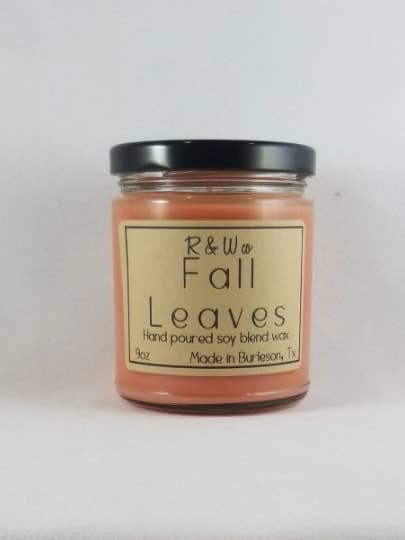 R & W co
Fall
Leaves
Hand poured soy blend wax
9oz Made in Burleson, Tx